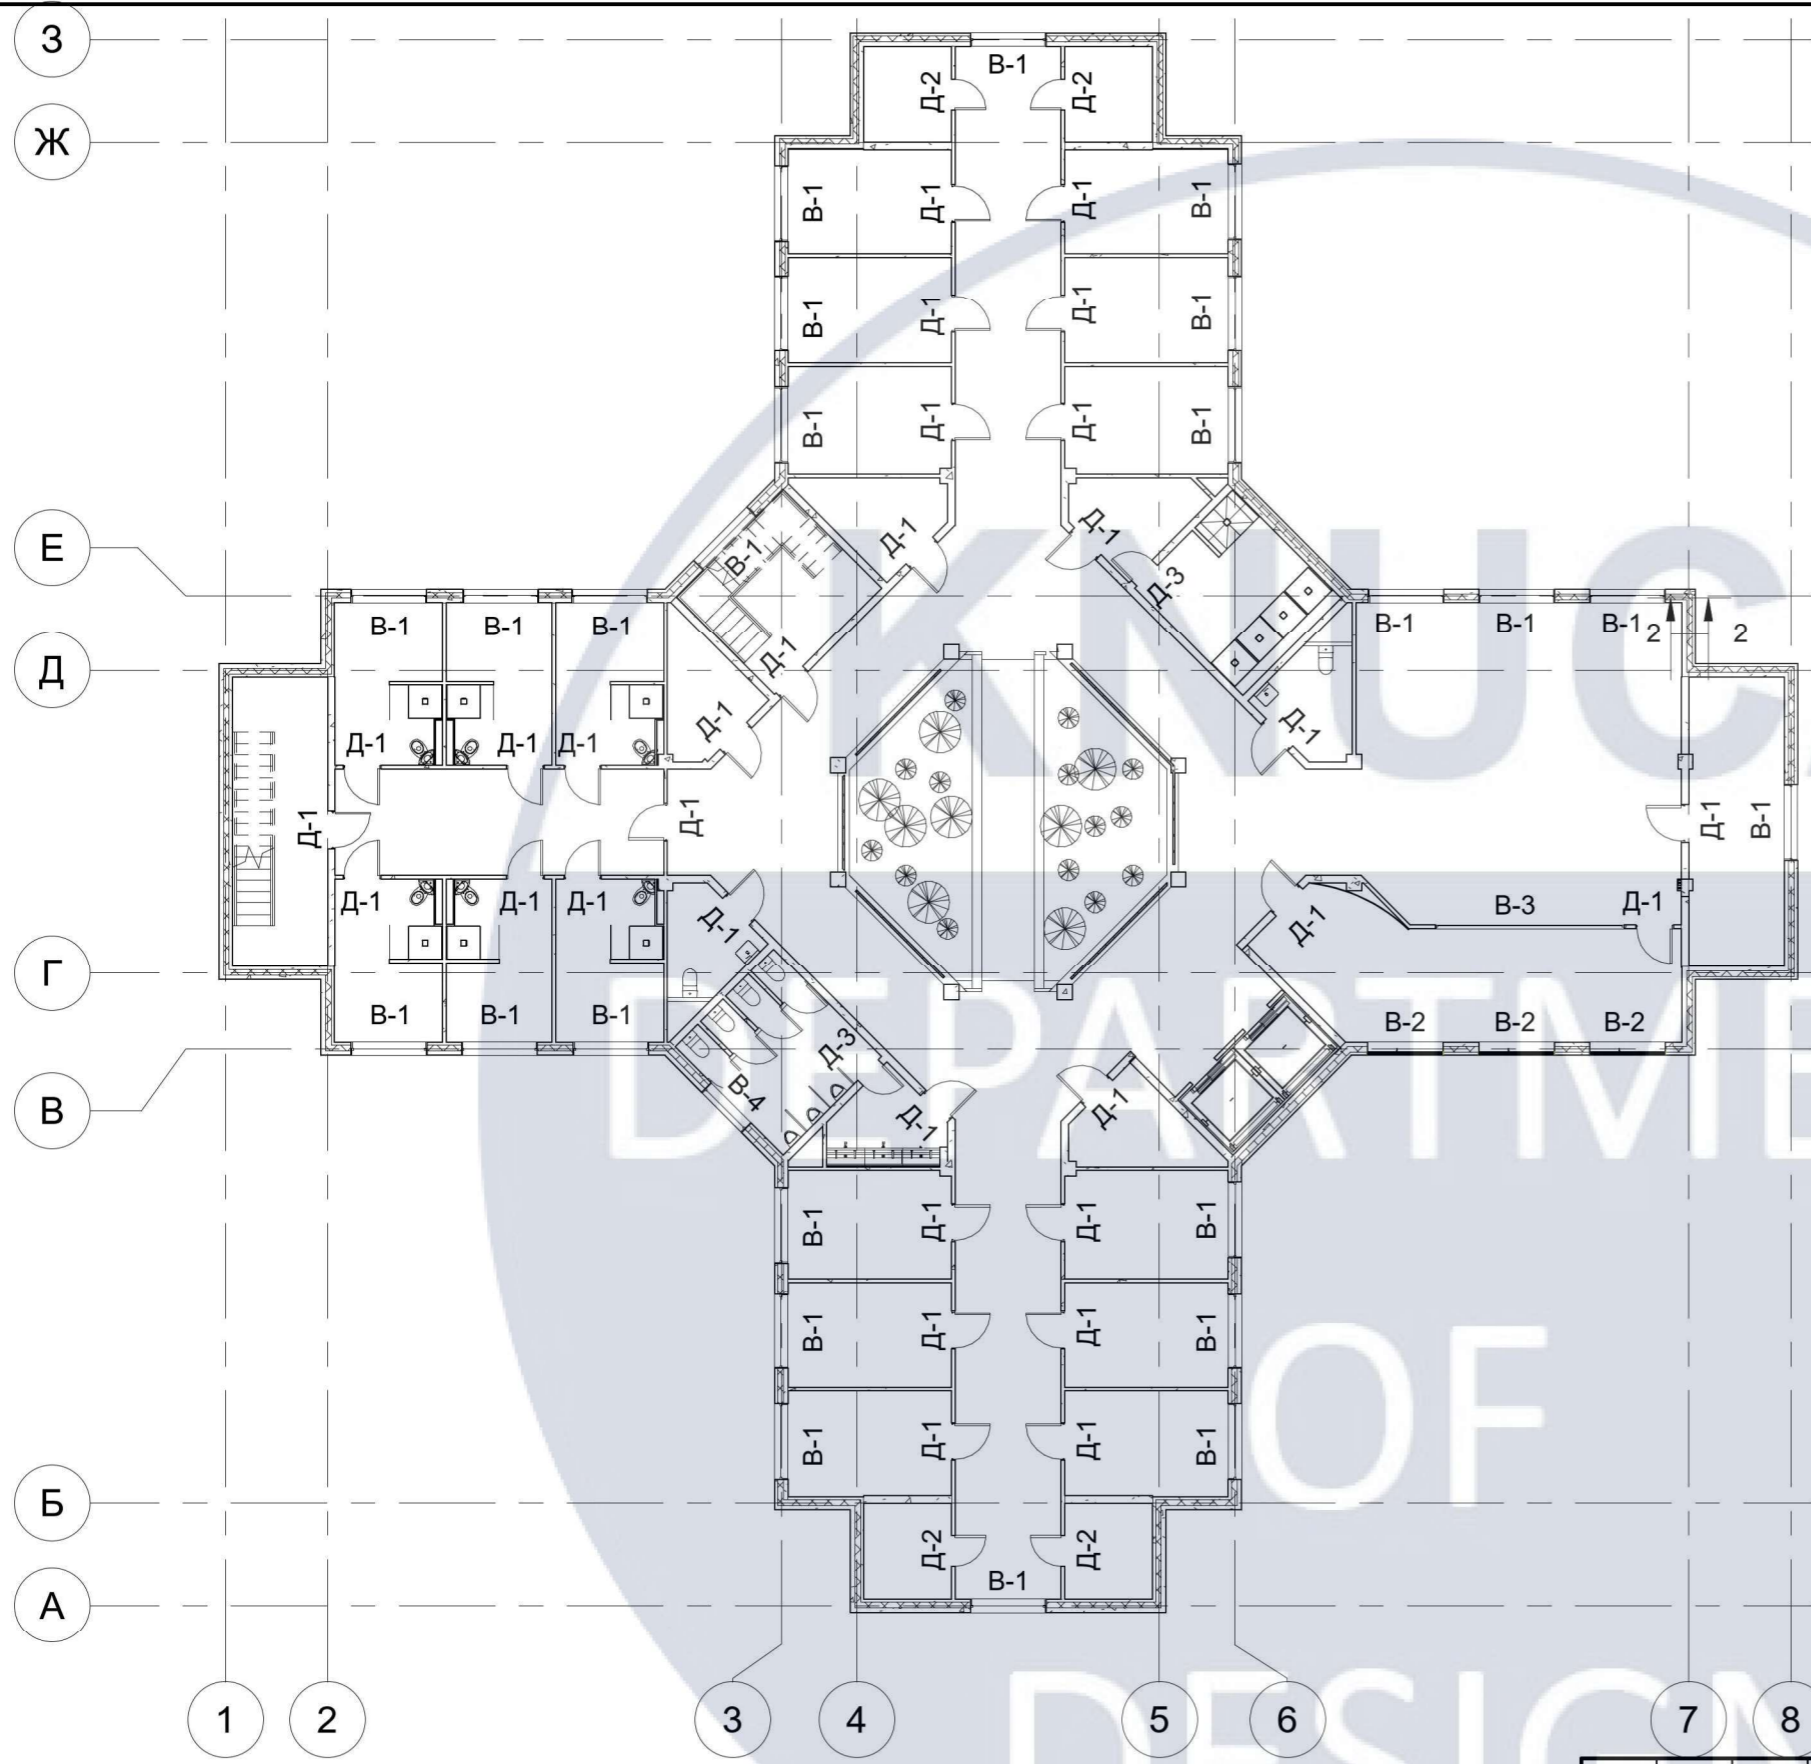 З
В-1
Д-2 Д-2
Ж
В-1 Д-1 Д-1 В-1
В-1 Д-1 Д-1 В-1
В-1 Д-1 Д-1 В-1
Д-1 Д-1
Е
В-1 Д-3
KNUCA
В-1 В-1 В-1 В-1 В-1 В-1 2 2
Д
Д-1
Д-1 Д-1
Д-1 Д-1 Д-1
Д-1 Д-1 Д-1 В-1
Д-1 Д-1 Д-1 Д-1 Д-1 В-3 Д-1
Г
DEPARTME
В-1 В-1 В-1 В-2 В-2 В-2
Д-3
В
В-4 Д-1 Д-1
В-1 Д-1 Д-1 В-1
В-1 Д-1 Д-1 В-1
OF
В-1 Д-1 Д-1 В-1
Б
Д-2 Д-2
В-1
А
DESIGN
1 2 3 4 5 6 7 8